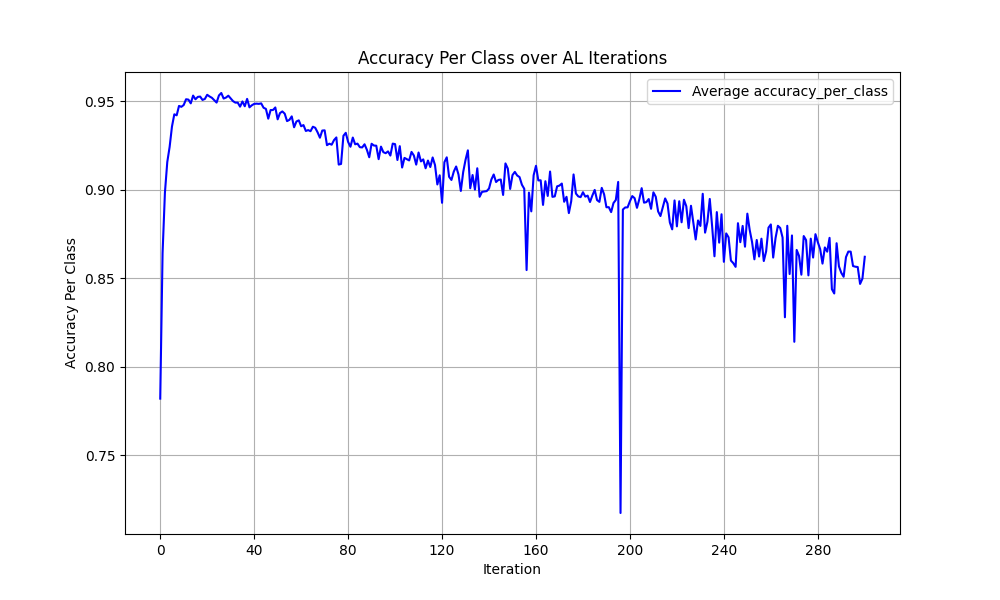 Accuracy Per Class over AL Iterations
Average accuracy_per_class
Accuracy Per Class
0.95
0.90
0.85
0.80
0.75
0 40 80 120 160 200 240 280
Iteration